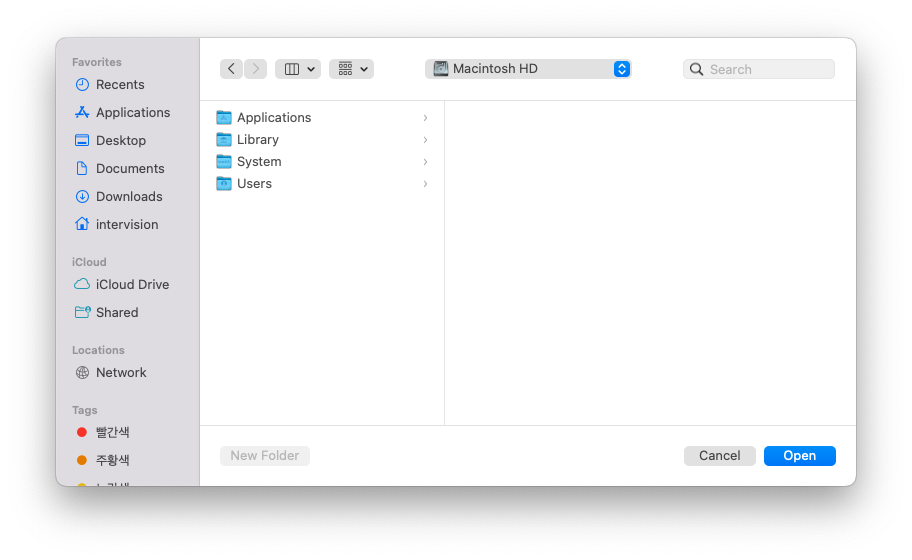 Favorites
Recents
Applications
Desktop
Documents
Downloads
intervision
iCloud
iCloud Drive
Shared
Locations
Network
Tags
빨간색
주황색
Macintosh HD
Search
Applications
Library
System
Users
New Folder
Cancel
Open